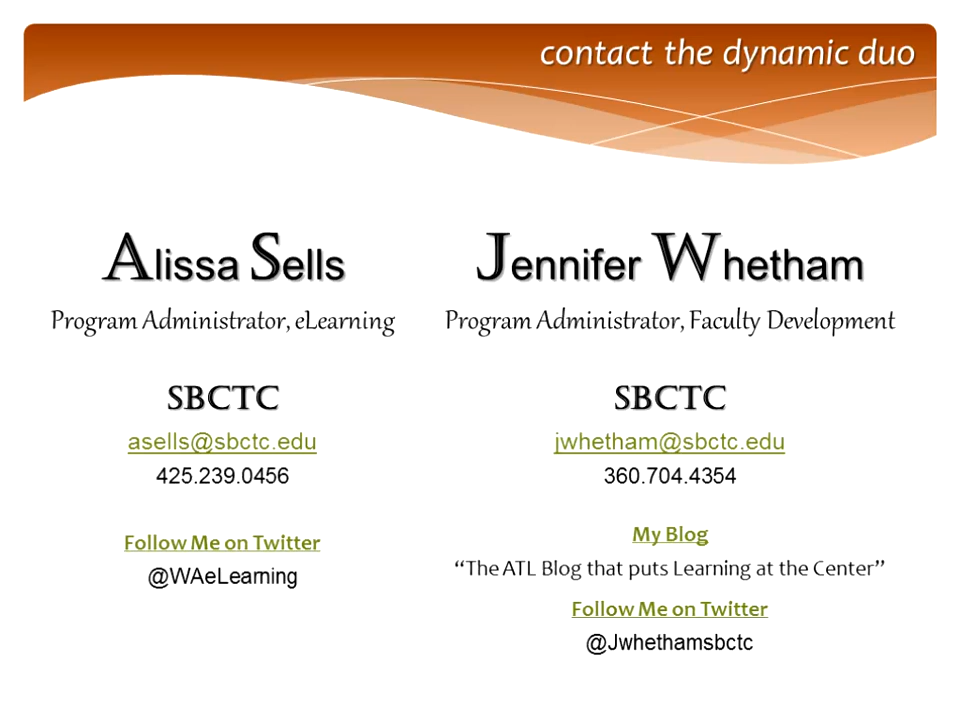 contact the dynamic duo
Alissa Sells
Program Administrator, eLearning
SBCTC
asells@sbctc.edu
425.239.0456
Follow Me on Twitter
@WAeLearning
Jennifer Whetham
Program Administrator, Faculty Development
SBCTC
jwhetham@sbctc.edu
360.704.4354
My Blog
“The ATL Blog that puts Learning at the Center”
Follow Me on Twitter
@Jwhethamsbctc